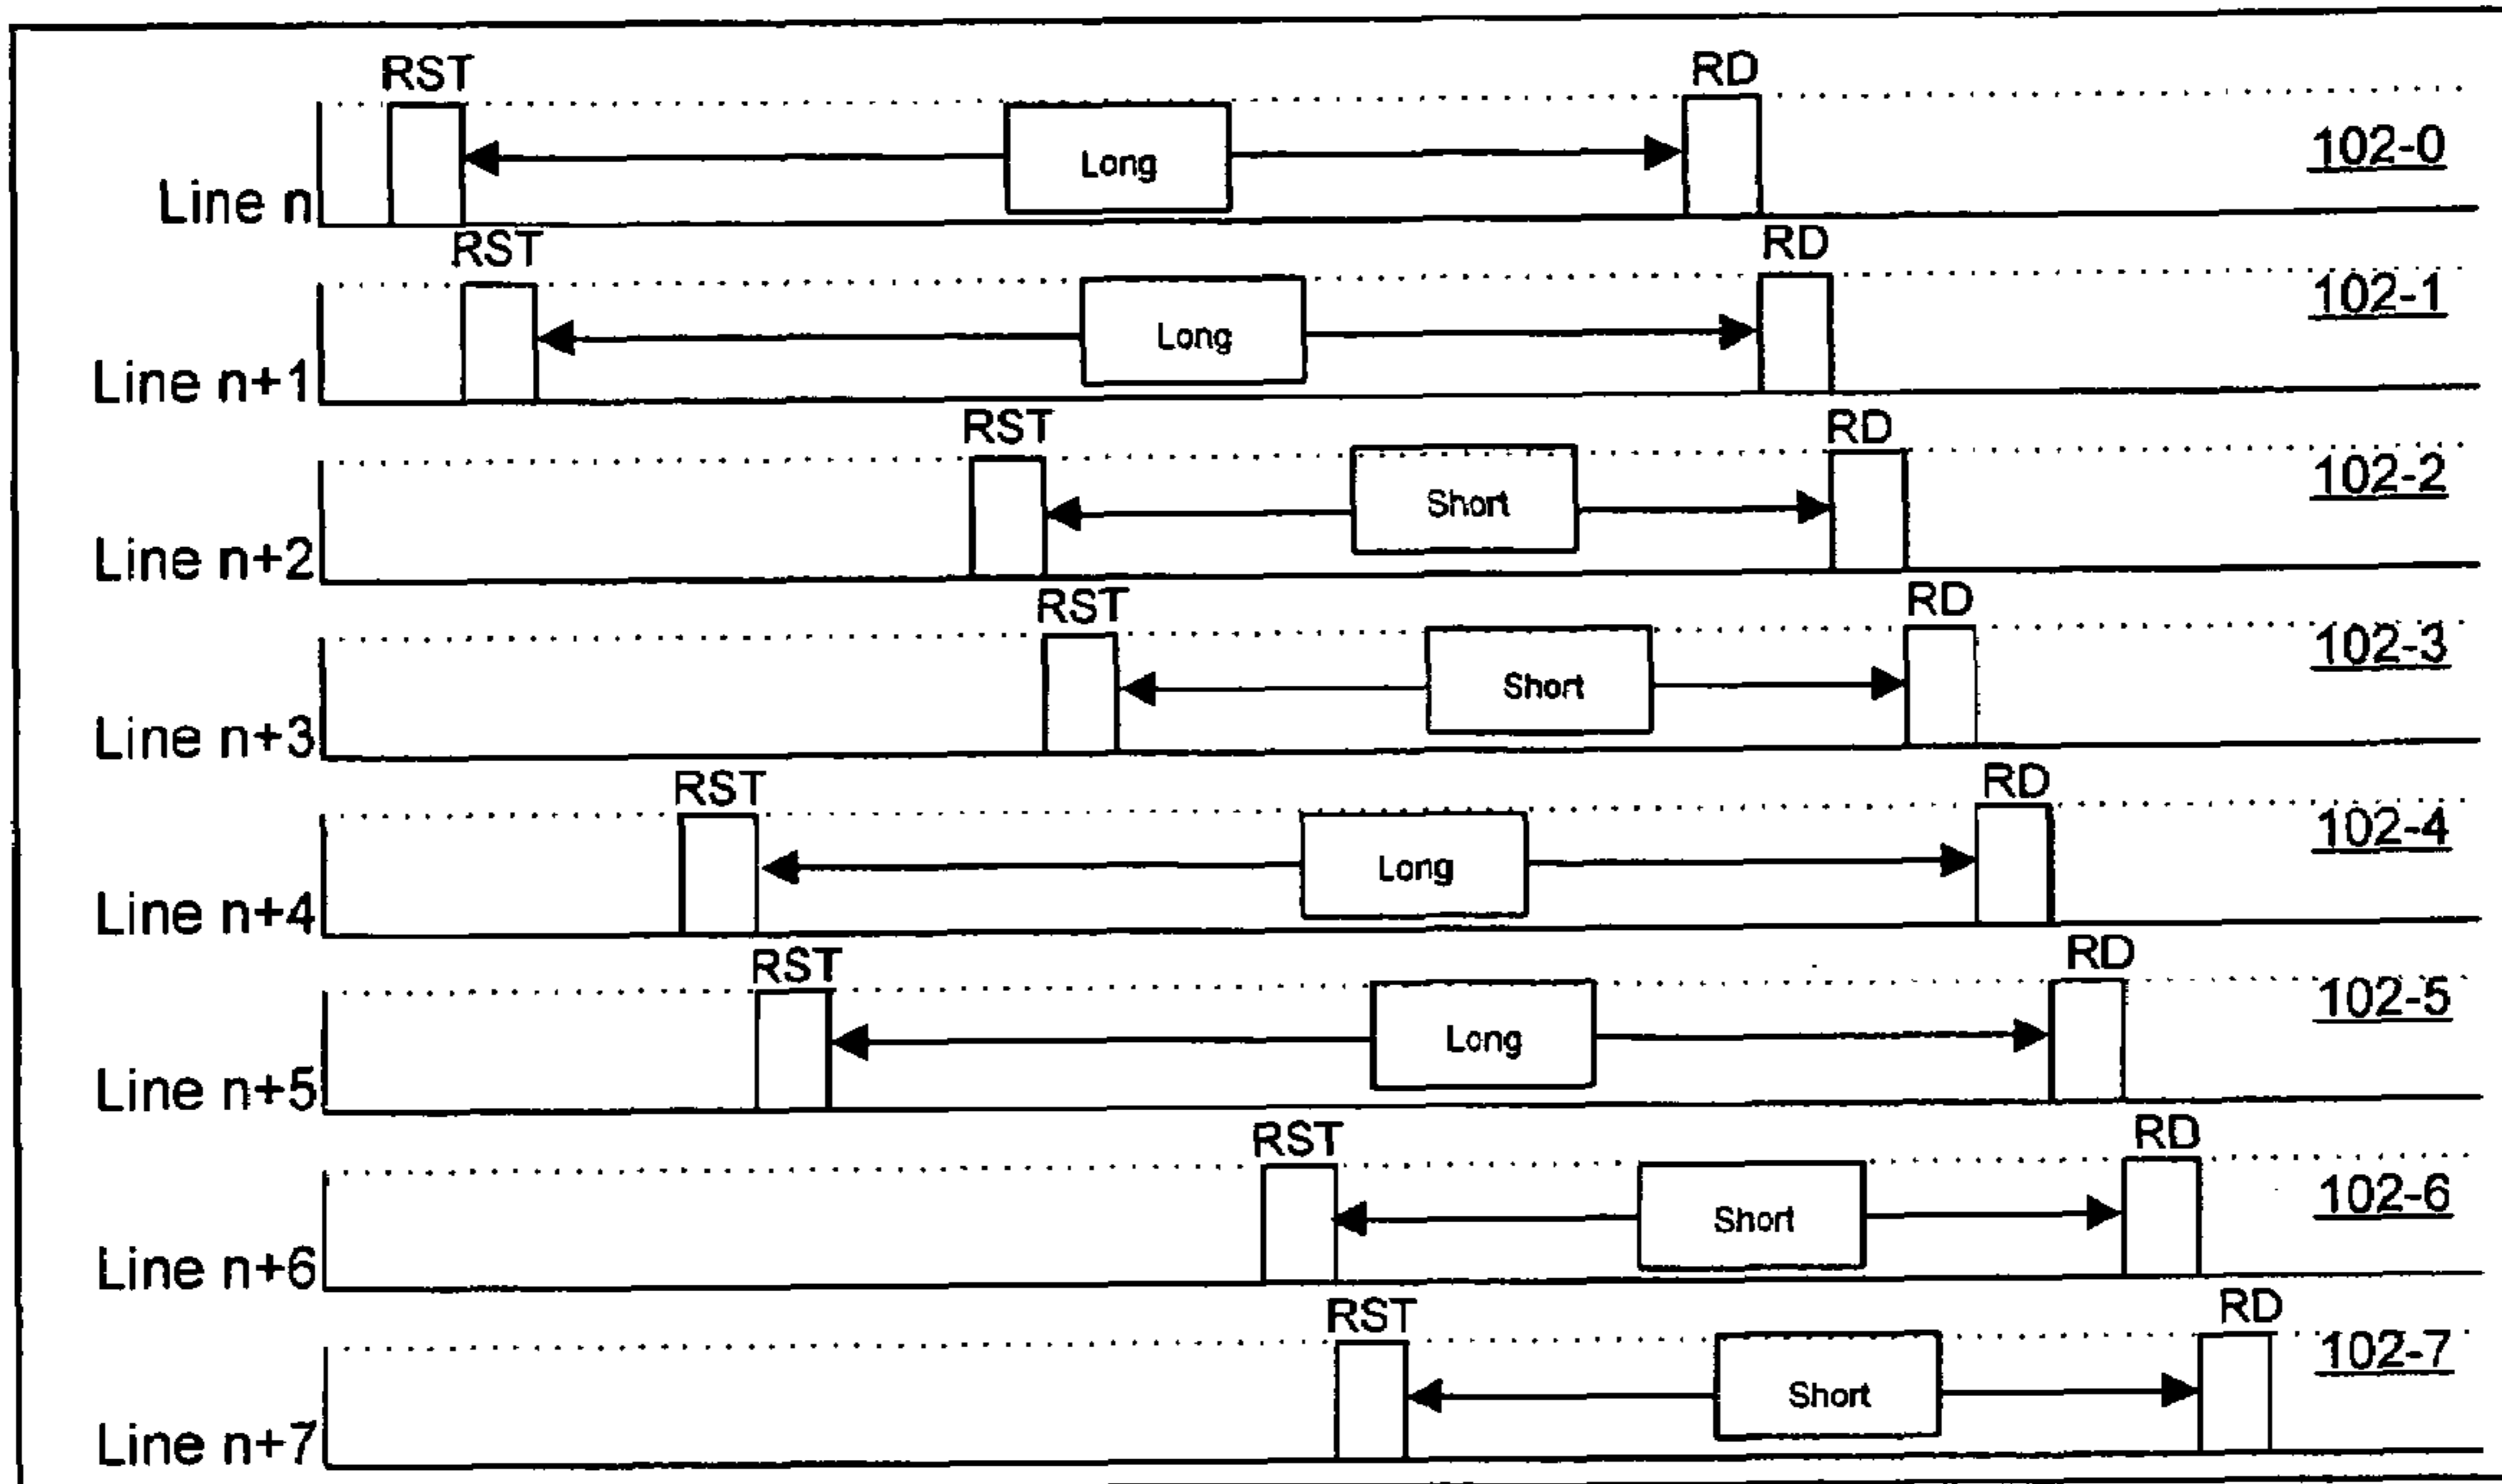 RST RD
Line n Long 102-0
RST RD
Line n+1 Long 102-1
RST RD
Line n+2 Short 102-2
RST RD
Line n+3 Short 102-3
RST RD
Line n+4 Long 102-4
RST RD
Line n+5 Long 102-5
RST RD
Line n+6 Short 102-6
RST RD
Line n+7 Short 102-7